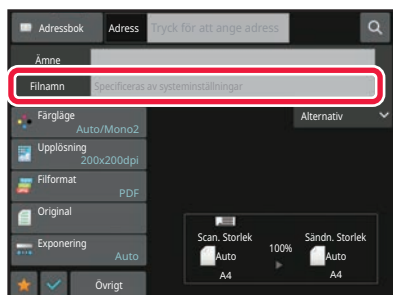 Adressbok Adress Tryck för att ange adress
Ämne
Filnamn Specificeras av systeminställningar
Färgläge
Auto/Mono2
Alternativ
Upplösning
200x200dpi
Filformat
PDF
Original
Exponering
Auto
Scan. Storlek 100% Sändn. Storlek
Auto Auto
A4 A4
Övrigt